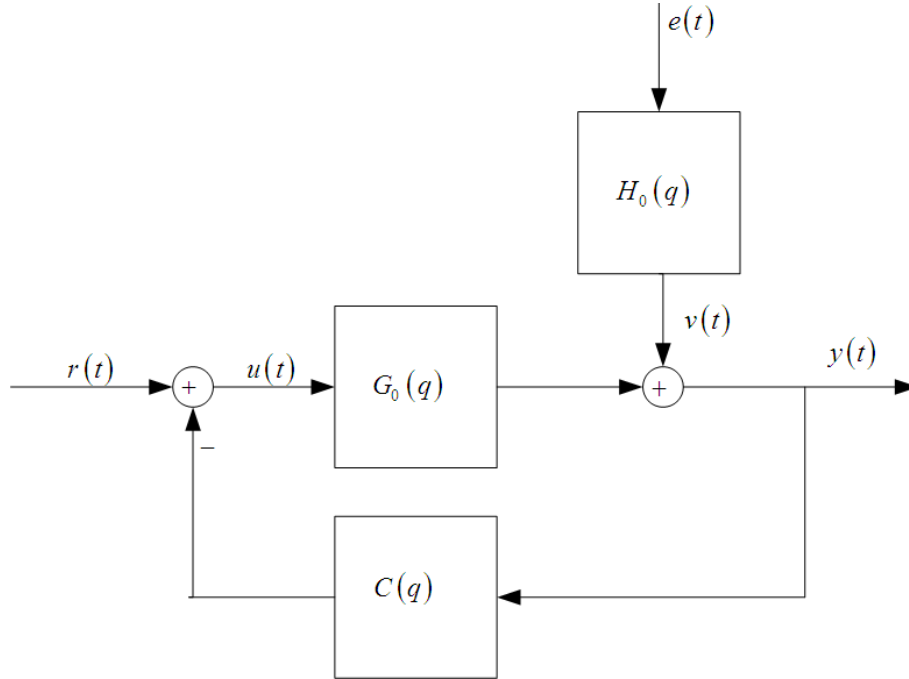 e(t)
H₀(q)
v(t)
r(t)
+
u(t)
G₀(q)
+
y(t)
−
C(q)